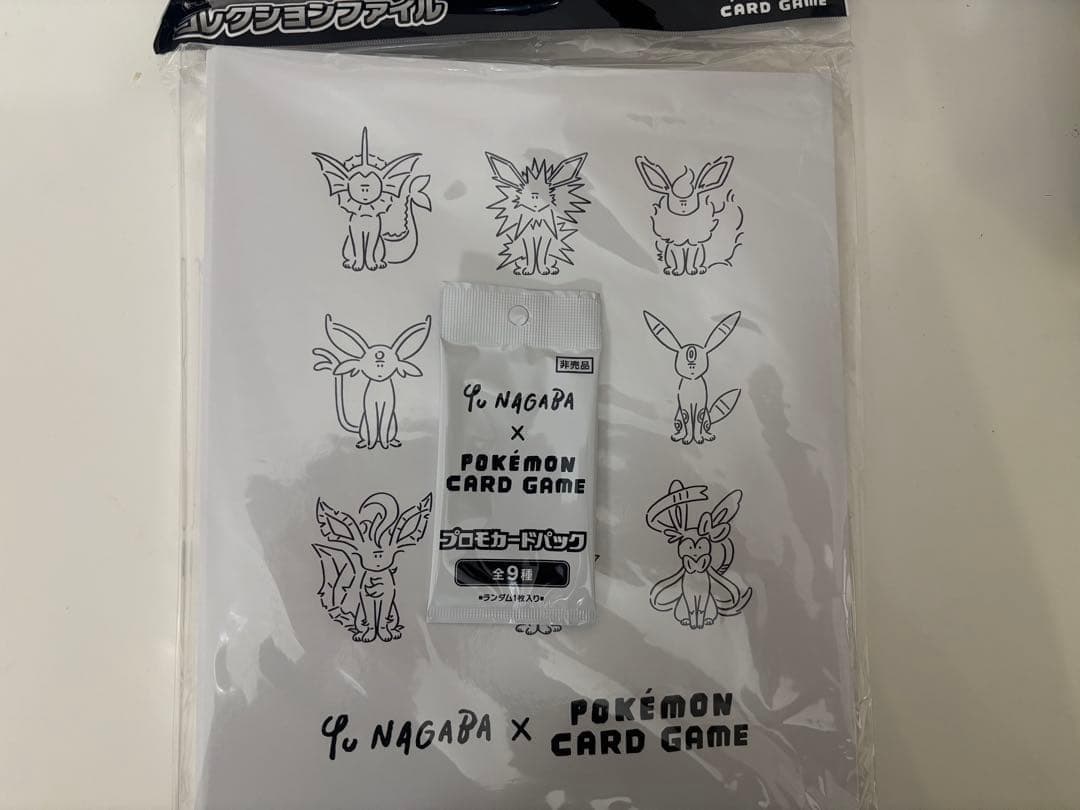 コレクションファイル
CARD GAME
非売品
Yu NAGABA
×
POKÉMON
CARD GAME
プロモカードパック
全9種
■ランダム1枚入り■
Yu NAGABA × POKÉMON
CARD GAME